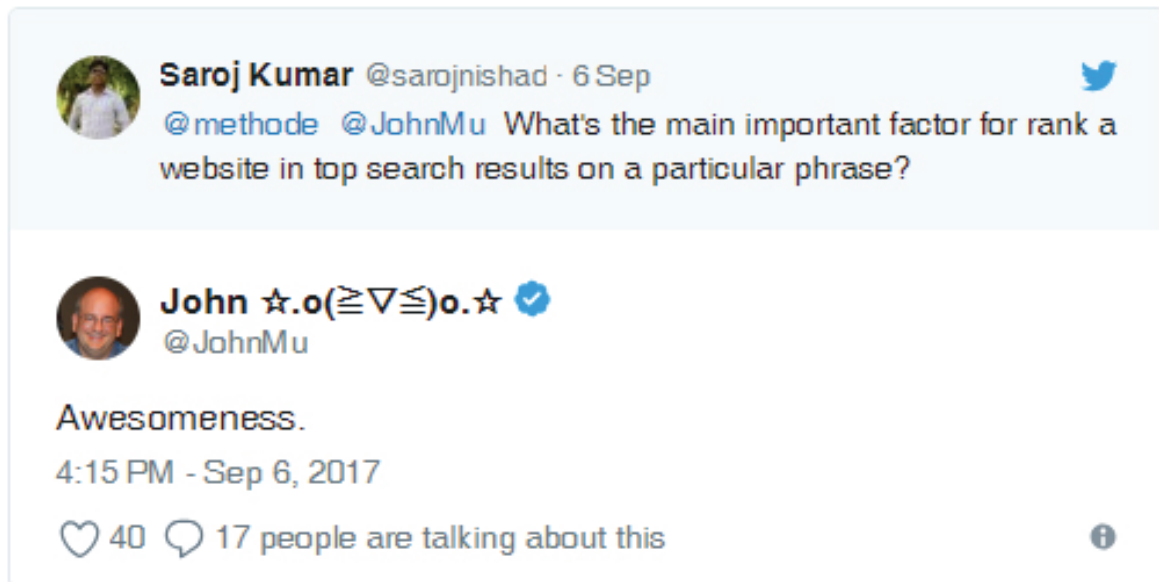 Saroj Kumar @sarojnishad · 6 Sep
@methode @JohnMu What's the main important factor for rank a
website in top search results on a particular phrase?
John ☆.o(≧▽≦)o.☆
@JohnMu
Awesomeness.
4:15 PM - Sep 6, 2017
40 17 people are talking about this